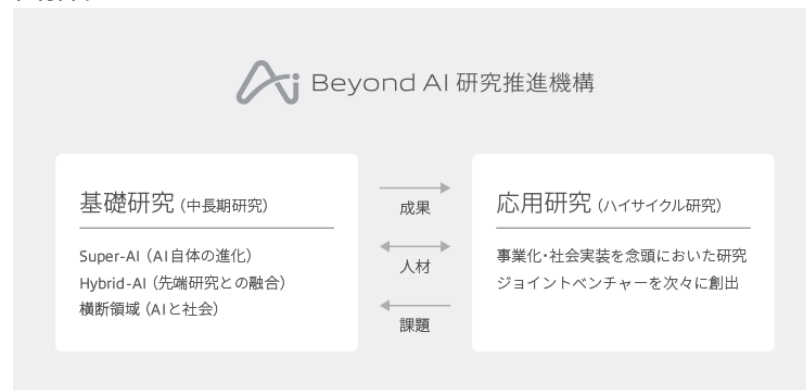 Beyond AI 研究推進機構
基礎研究 (中長期研究)
Super-AI (AI自体の進化)
Hybrid-AI (先端研究との融合)
横断領域 (AIと社会)
成果
人材
課題
応用研究 (ハイサイクル研究)
事業化・社会実装を念頭においた研究
ジョイントベンチャーを次々に創出